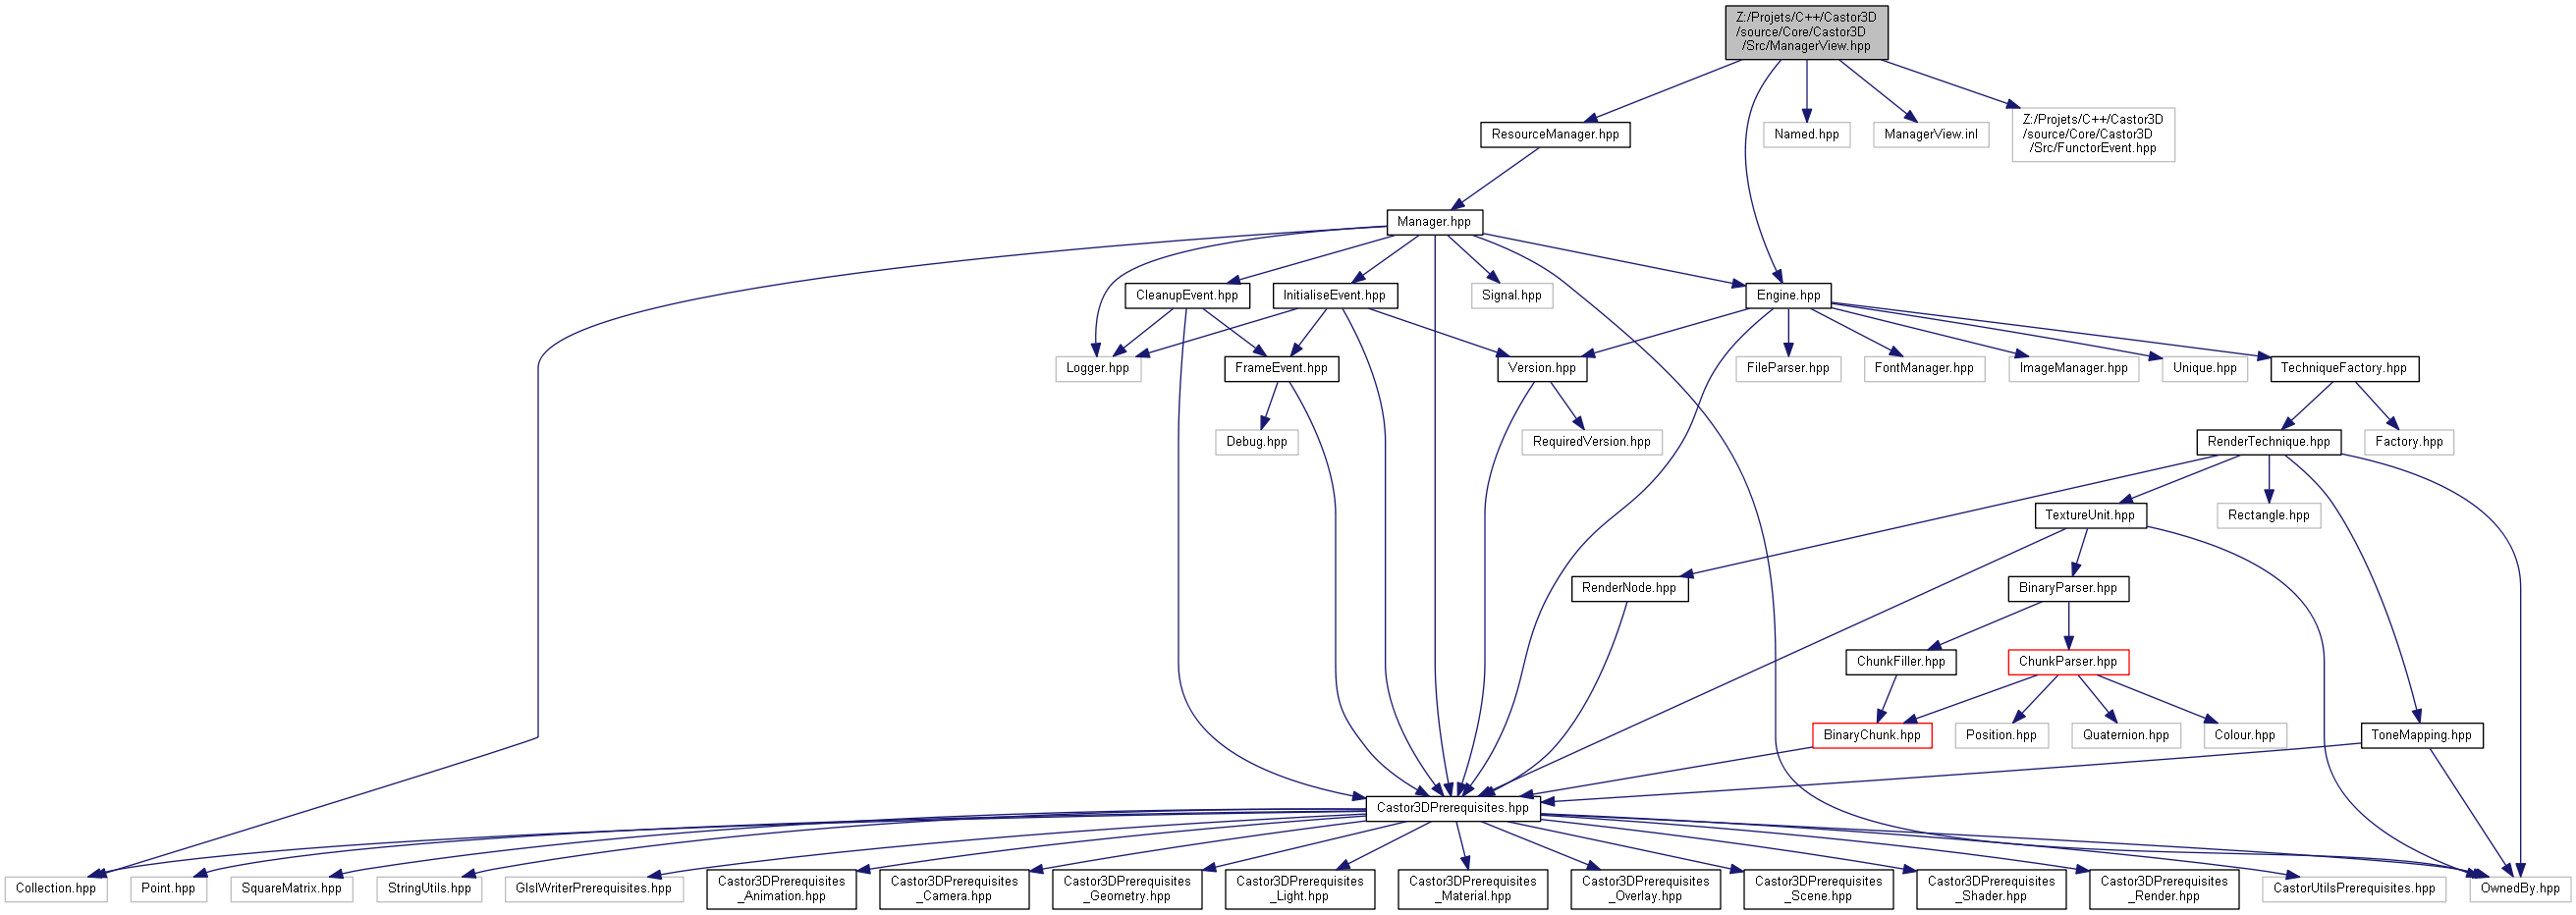 Z:/Projets/C++/Castor3D
/source/Core/Castor3D
/Src/ManagerView.hpp
ResourceManager.hpp
Named.hpp
ManagerView.inl
Z:/Projets/C++/Castor3D
/source/Core/Castor3D
/Src/FunctorEvent.hpp
Manager.hpp
CleanupEvent.hpp
InitialiseEvent.hpp
Signal.hpp
Engine.hpp
Logger.hpp
FrameEvent.hpp
Version.hpp
FileParser.hpp
FontManager.hpp
ImageManager.hpp
Unique.hpp
TechniqueFactory.hpp
Debug.hpp
RequiredVersion.hpp
RenderTechnique.hpp
Factory.hpp
TextureUnit.hpp
Rectangle.hpp
RenderNode.hpp
BinaryParser.hpp
ChunkFiller.hpp
ChunkParser.hpp
BinaryChunk.hpp
Position.hpp
Quaternion.hpp
Colour.hpp
ToneMapping.hpp
Castor3DPrerequisites.hpp
Collection.hpp
Point.hpp
SquareMatrix.hpp
StringUtils.hpp
GlslWriterPrerequisites.hpp
Castor3DPrerequisites
_Animation.hpp
Castor3DPrerequisites
_Camera.hpp
Castor3DPrerequisites
_Geometry.hpp
Castor3DPrerequisites
_Light.hpp
Castor3DPrerequisites
_Material.hpp
Castor3DPrerequisites
_Overlay.hpp
Castor3DPrerequisites
_Scene.hpp
Castor3DPrerequisites
_Shader.hpp
Castor3DPrerequisites
_Render.hpp
CastorUtilsPrerequisites.hpp
OwnedBy.hpp